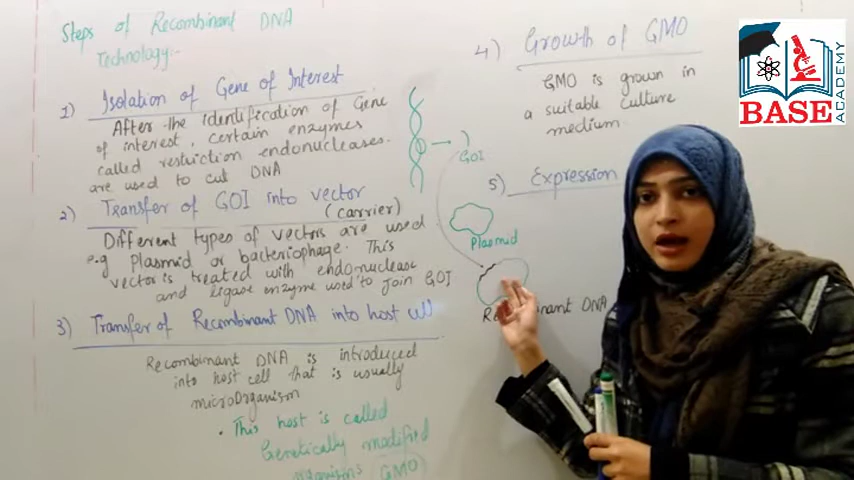 Steps of Recombinant DNA
Technology:-
1) Isolation of Gene of Interest
After the identification of Gene
of interest, certain enzymes
called restriction endonucleases.
are used to cut DNA
2) Transfer of GOI into vector
(carrier)
Different types of vectors are used
e.g Plasmid or bacteriophage. This
vector is treated with endonuclease
and ligase enzyme used to join GOI
3) Transfer of Recombinant DNA into host cell
Recombinant DNA is introduced
into host cell that is usually
microorganism
• This host is called
Genetically modified
organisms (GMO)
GOI
Plasmid
DNA
4) Growth of GMO
GMO is grown in
a suitable culture
medium.
5) Expression
BASE
ACADEMY